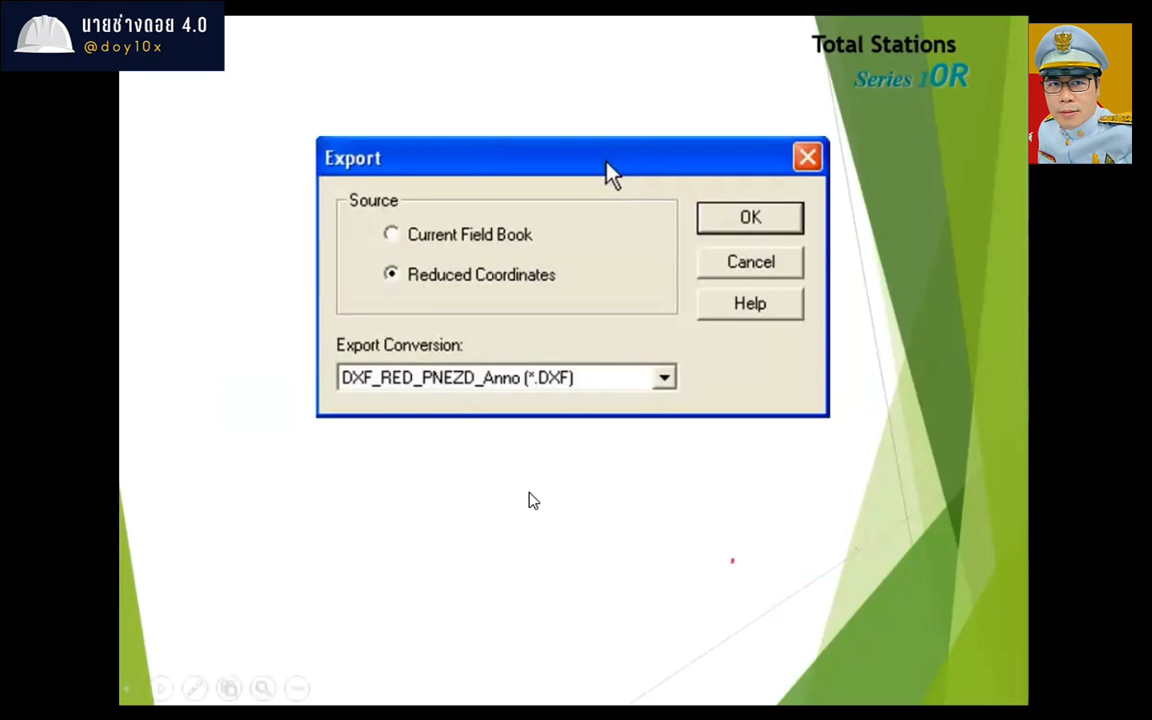 นายช่างดอย 4.0
@doy10x
Total Stations
Series 10R
Export
Source
Current Field Book
Reduced Coordinates
OK
Cancel
Help
Export Conversion:
DXF_RED_PNEZD_Anno (*.DXF)